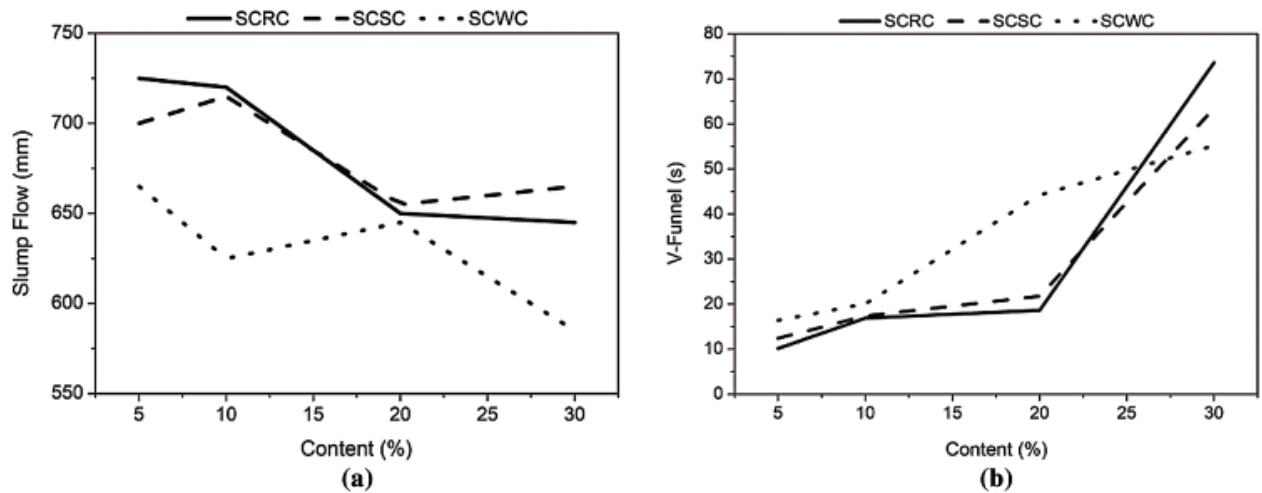 SCRC SCSC SCWC
750
700
650
600
550
Slump Flow (mm)
5 10 15 20 25 30
Content (%)
(a)
SCRC SCSC SCWC
80
70
60
50
40
30
20
10
0
V-Funnel (s)
5 10 15 20 25 30
Content (%)
(b)